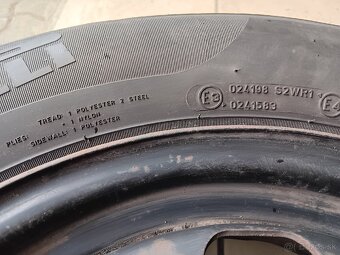 PLIES: TREAD: 1 POLYESTER 2 STEEL
+ 1 NYLON
SIDEWALL: 1 POLYESTER
E3 024198 S2WR1
0241583
E4